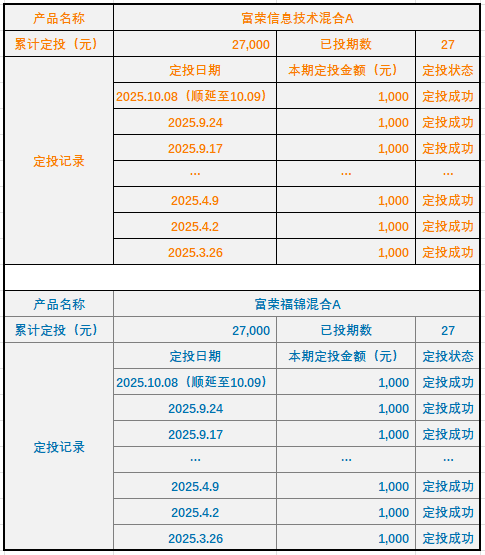 产品名称 富荣信息技术混合A
累计定投（元） 27,000 已投期数 27
定投日期 本期定投金额（元） 定投状态
2025.10.08（顺延至10.09） 1,000 定投成功
2025.9.24 1,000 定投成功
2025.9.17 1,000 定投成功
定投记录
... ... ...
2025.4.9 1,000 定投成功
2025.4.2 1,000 定投成功
2025.3.26 1,000 定投成功
产品名称 富荣福锦混合A
累计定投（元） 27,000 已投期数 27
定投日期 本期定投金额（元） 定投状态
2025.10.08（顺延至10.09） 1,000 定投成功
2025.9.24 1,000 定投成功
2025.9.17 1,000 定投成功
定投记录
... ... ...
2025.4.9 1,000 定投成功
2025.4.2 1,000 定投成功
2025.3.26 1,000 定投成功